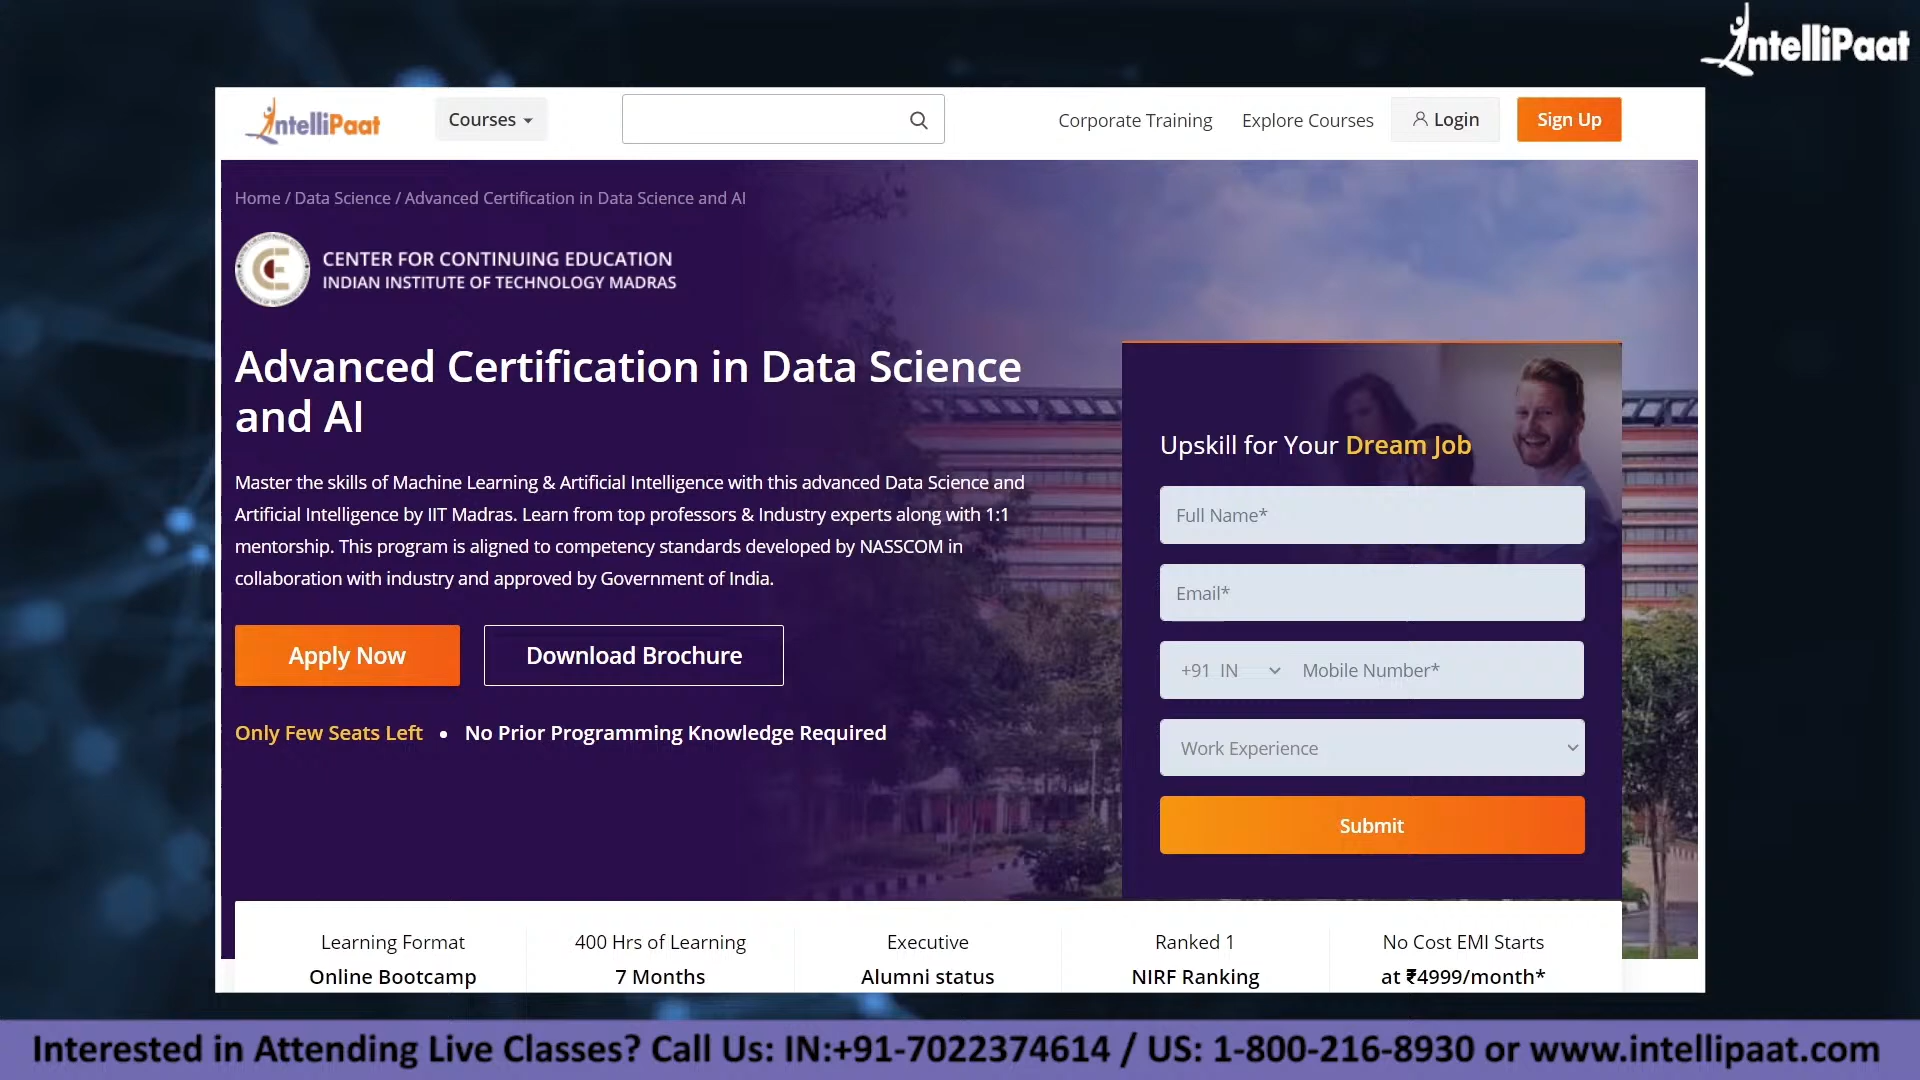 IntelliPaat
IntelliPaat
Courses
Corporate Training
Explore Courses
Login
Sign Up
Home / Data Science / Advanced Certification in Data Science and AI
CENTER FOR CONTINUING EDUCATION
INDIAN INSTITUTE OF TECHNOLOGY MADRAS
Advanced Certification in Data Science
and AI
Master the skills of Machine Learning & Artificial Intelligence with this advanced Data Science and
Artificial Intelligence by IIT Madras. Learn from top professors & Industry experts along with 1:1
mentorship. This program is aligned to competency standards developed by NASSCOM in
collaboration with industry and approved by Government of India.
Apply Now
Download Brochure
Only Few Seats Left • No Prior Programming Knowledge Required
Upskill for Your Dream Job
Full Name*
Email*
+91 IN
Mobile Number*
Work Experience
Submit
Learning Format
Online Bootcamp
400 Hrs of Learning
7 Months
Executive
Alumni status
Ranked 1
NIRF Ranking
No Cost EMI Starts
at ₹4999/month*
Interested in Attending Live Classes? Call Us: IN:+91-7022374614 / US: 1-800-216-8930 or www.intellipaat.com